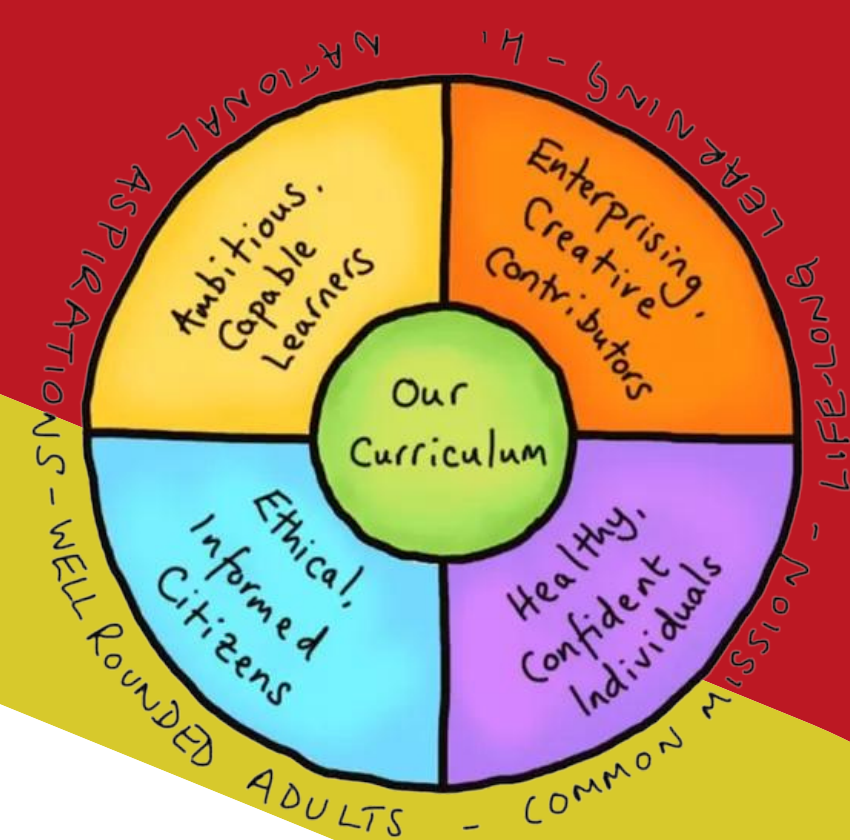 NATIONAL ASPIRATIONS - WELL ROUNDED ADULTS - COMMON MISSION - LIFE-LONG LEARNING -
Ambitious,
Capable
Learners
Enterprising,
Creative
Contributors
Our
Curriculum
Ethical,
Informed
Citizens
Healthy,
Confident
Individuals